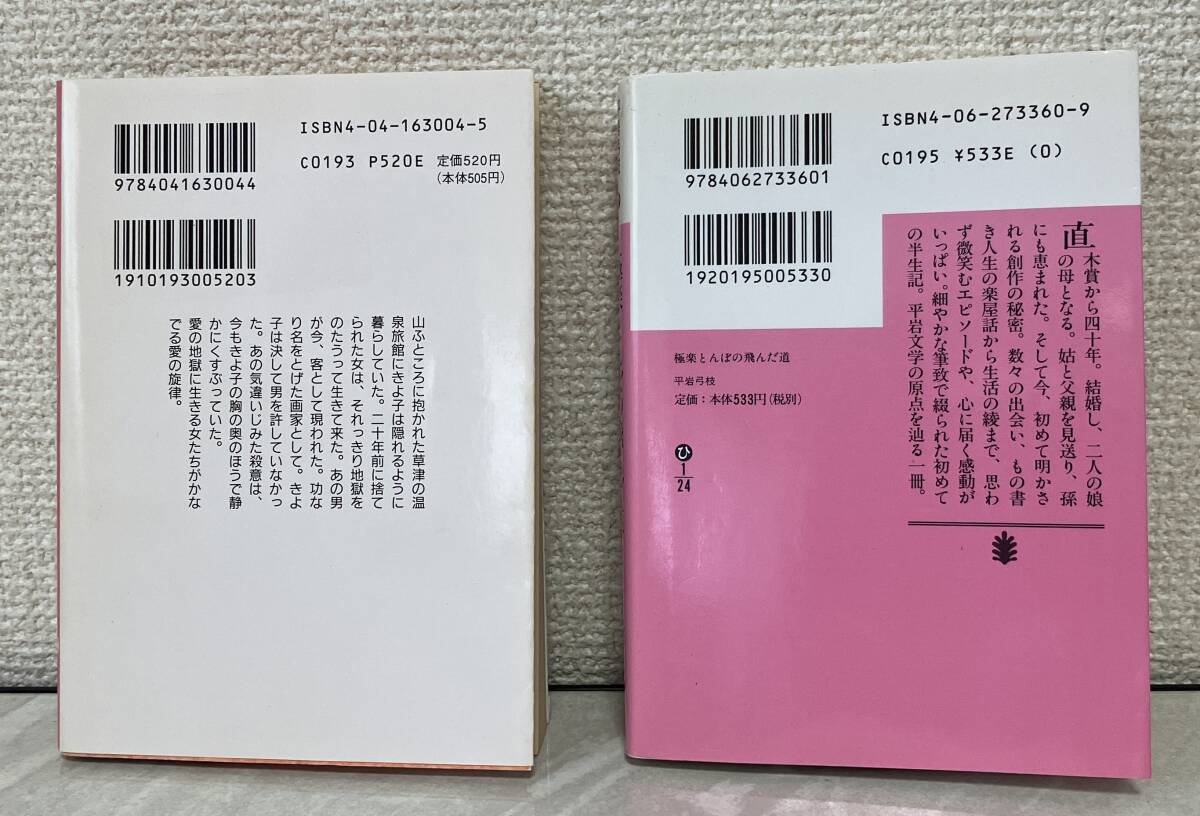 ISBN4-04-163004-5
C0193 P520E 定価520円
(本体505円)
9784041630044
1910193005203
山ふところに抱かれた草津の温
泉旅館にきよ子は隠れるように
暮らしていた。二十年前に捨て
られた女は、それっきり地獄を
のたうって生きて来た。あの男
が今、客として現われた。功な
り名をとげた画家として。きよ
子は決して男を許していなかっ
た。あの気違いじみた殺意は、
今もきよ子の胸の奥のほうで静
かにくすぶっていた。
愛の地獄に生きる女たちがかな
でる愛の旋律。
ISBN4-06-273360-9
C0195 ¥533E (0)
9784062733601
1920195005330
直木賞から四十年。結婚し、二人の娘
の母となる。姑と父親を見送り、孫
にも恵まれた。そして今、初めて明かさ
れる創作の秘密。数々の出会い、もの書
き人生の楽屋話から生活の綾まで、思わ
ず微笑むエピソードや、心に届く感動が
いっぱい。細やかな筆致で綴られた初めて
の半生記。平岩文学の原点を辿る一冊。
極楽とんぼの飛んだ道
平岩弓枝
定価:本体533円(税別)
ひ
1
24